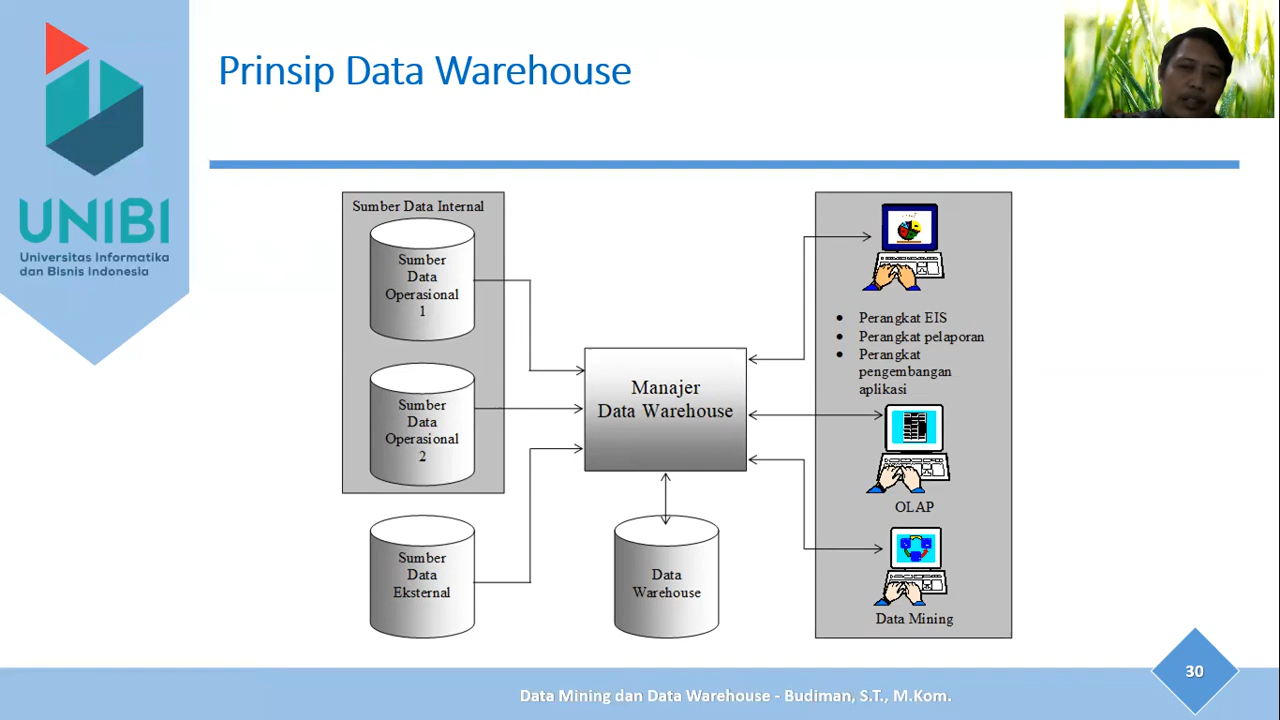 Prinsip Data Warehouse
UNIBI
Universitas Informatika
dan Bisnis Indonesia
Sumber Data Internal
Sumber
Data
Operasional
1
Sumber
Data
Operasional
2
Sumber
Data
Eksternal
Manajer
Data Warehouse
Data
Warehouse
• Perangkat EIS
• Perangkat pelaporan
• Perangkat
pengembangan
aplikasi
OLAP
Data Mining
30
Data Mining dan Data Warehouse - Budiman, S.T., M.Kom.